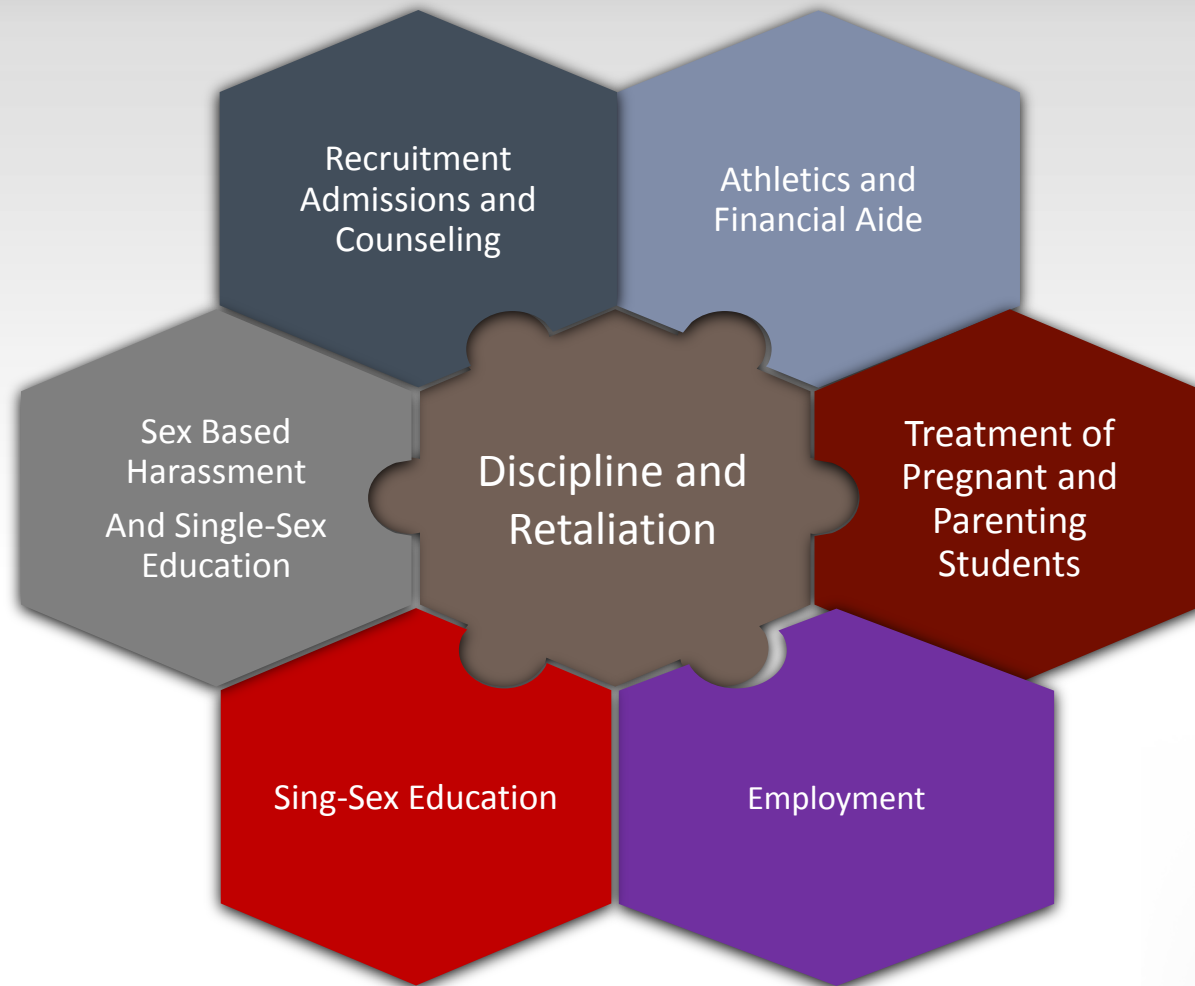 Recruitment
Admissions and
Counseling
Athletics and
Financial Aide
Sex Based
Harassment
And Single-Sex
Education
Discipline and
Retaliation
Treatment of
Pregnant and
Parenting
Students
Sing-Sex Education
Employment